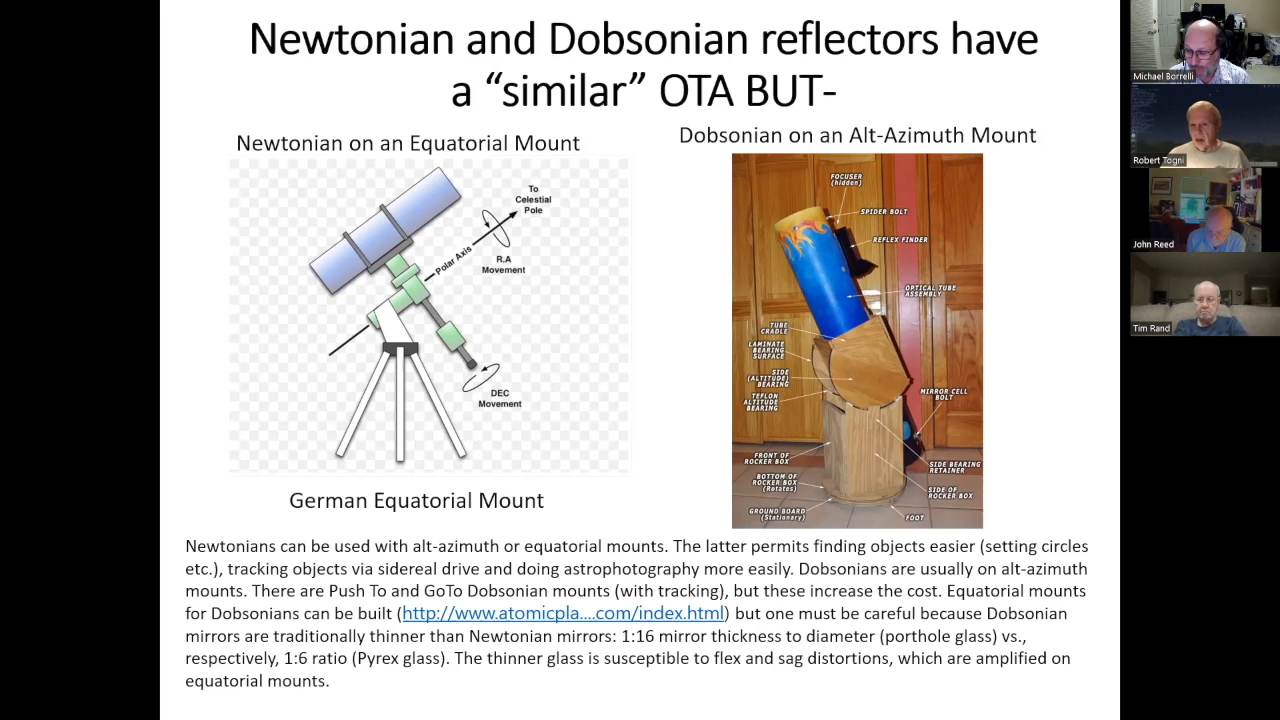 Newtonian and Dobsonian reflectors have
a “similar” OTA BUT-
Newtonian on an Equatorial Mount
To
Celestial
Pole
Polar Axis
R.A
Movement
DEC
Movement
German Equatorial Mount
Dobsonian on an Alt-Azimuth Mount
FOCUSER
(hidden)
SPIDER BOLT
REFLEX FINDER
OPTICAL TUBE
ASSEMBLY
TUBE
CRADLE
LAMINATE
BEARING
SURFACE
SIDE
(ALTITUDE)
BEARING
TEFLON
ALTITUDE
BEARING
MIRROR CELL
BOLT
FRONT OF
ROCKER BOX
BOTTOM OF
ROCKER BOX
(Rotates)
GROUND BOARD
(Stationary)
SIDE BEARING
RETAINER
SIDE OF
ROCKER BOX
FOOT
Newtonians can be used with alt-azimuth or equatorial mounts. The latter permits finding objects easier (setting circles
etc.), tracking objects via sidereal drive and doing astrophotography more easily. Dobsonians are usually on alt-azimuth
mounts. There are Push To and GoTo Dobsonian mounts (with tracking), but these increase the cost. Equatorial mounts
for Dobsonians can be built (http://www.atomicpla....com/index.html) but one must be careful because Dobsonian
mirrors are traditionally thinner than Newtonian mirrors: 1:16 mirror thickness to diameter (porthole glass) vs.,
respectively, 1:6 ratio (Pyrex glass). The thinner glass is susceptible to flex and sag distortions, which are amplified on
equatorial mounts.
Michael Borrelli
Robert Togni
John Reed
Tim Rand